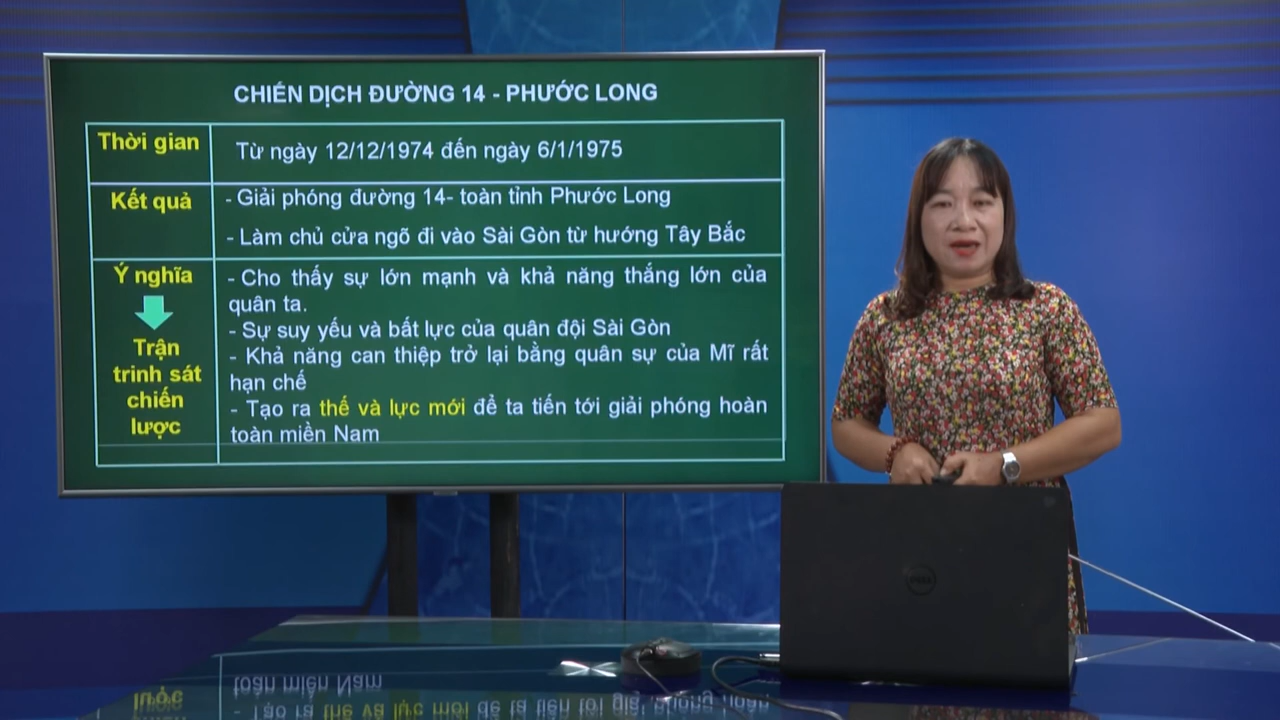 CHIẾN DỊCH ĐƯỜNG 14 - PHƯỚC LONG
Thời gian
Từ ngày 12/12/1974 đến ngày 6/1/1975
Kết quả
- Giải phóng đường 14- toàn tỉnh Phước Long
- Làm chủ cửa ngõ đi vào Sài Gòn từ hướng Tây Bắc
Ý nghĩa
Trận
trinh sát
chiến
lược
- Cho thấy sự lớn mạnh và khả năng thắng lớn của
quân ta.
- Sự suy yếu và bất lực của quân đội Sài Gòn
- Khả năng can thiệp trở lại bằng quân sự của Mĩ rất
hạn chế
- Tạo ra thế và lực mới để ta tiến tới giải phóng hoàn
toàn miền Nam
DELL